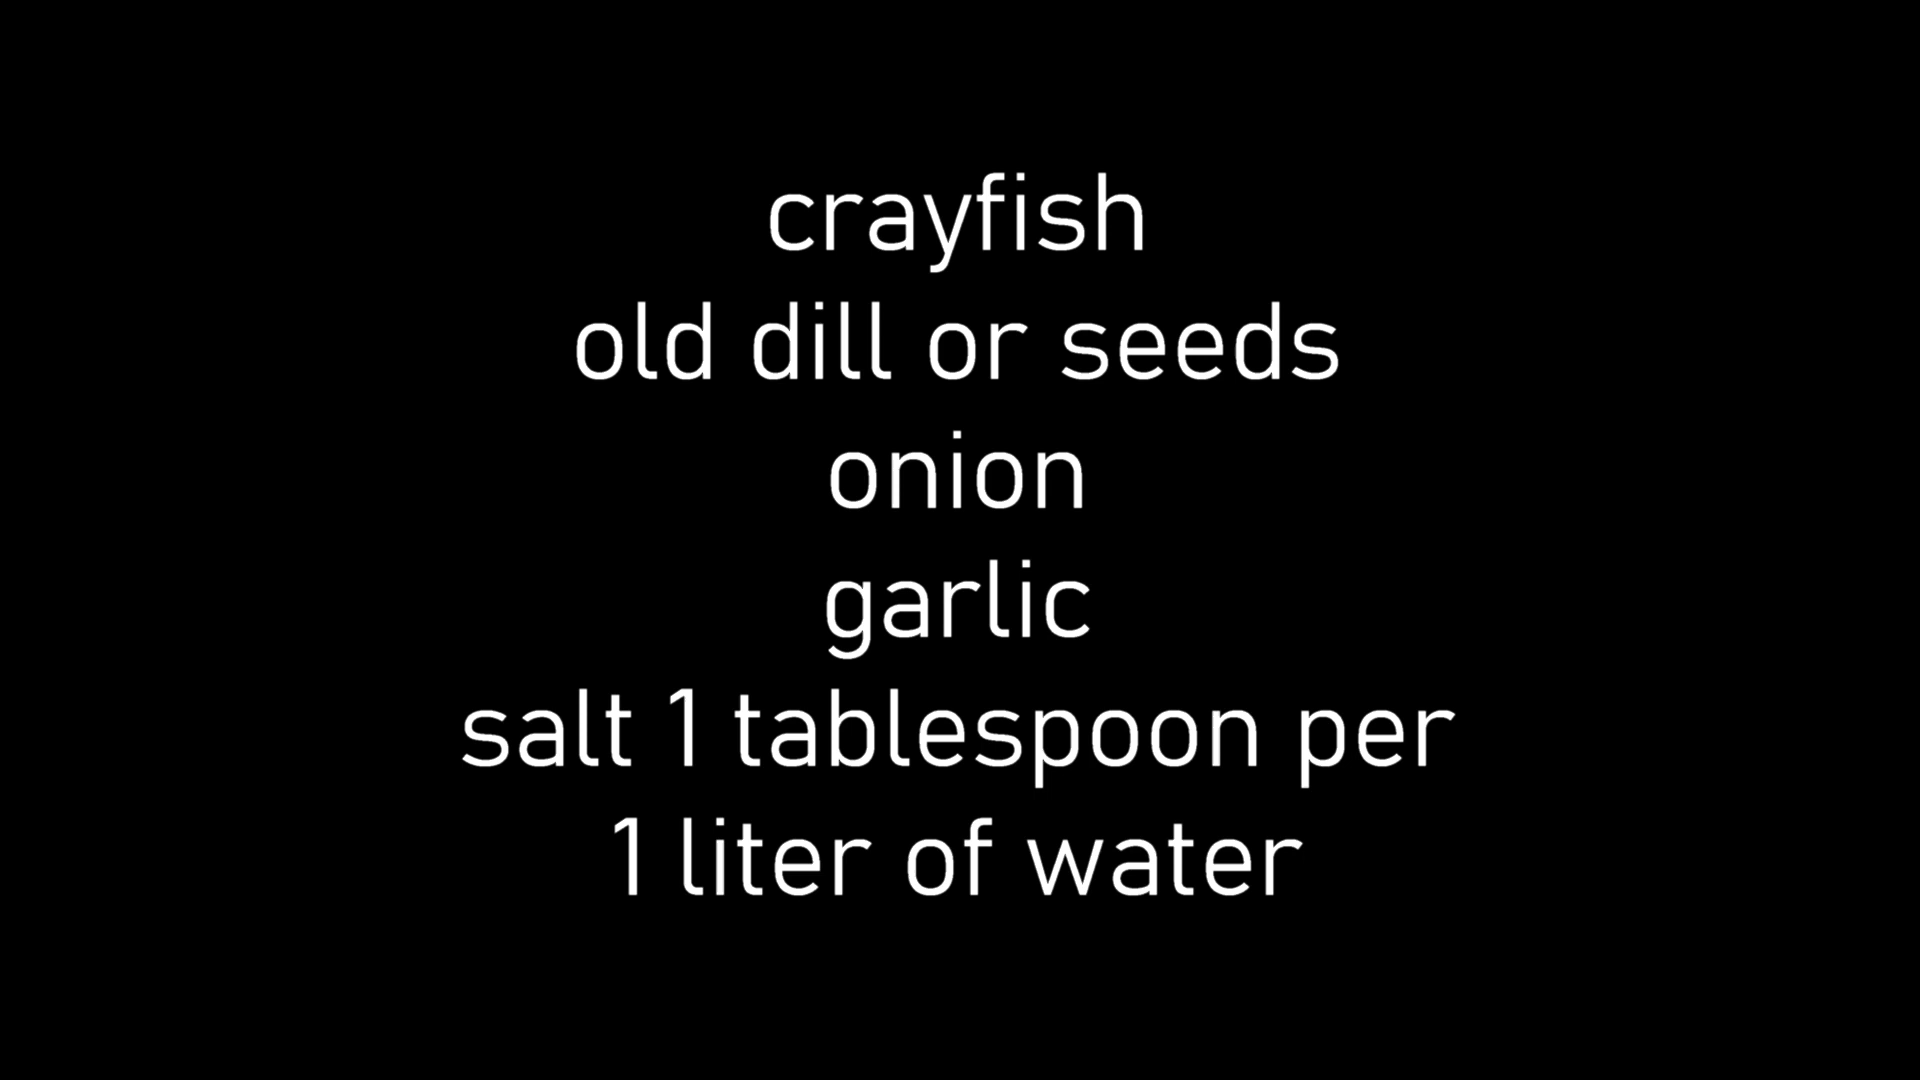 crayfish
old dill or seeds
onion
garlic
salt 1 tablespoon per
1 liter of water